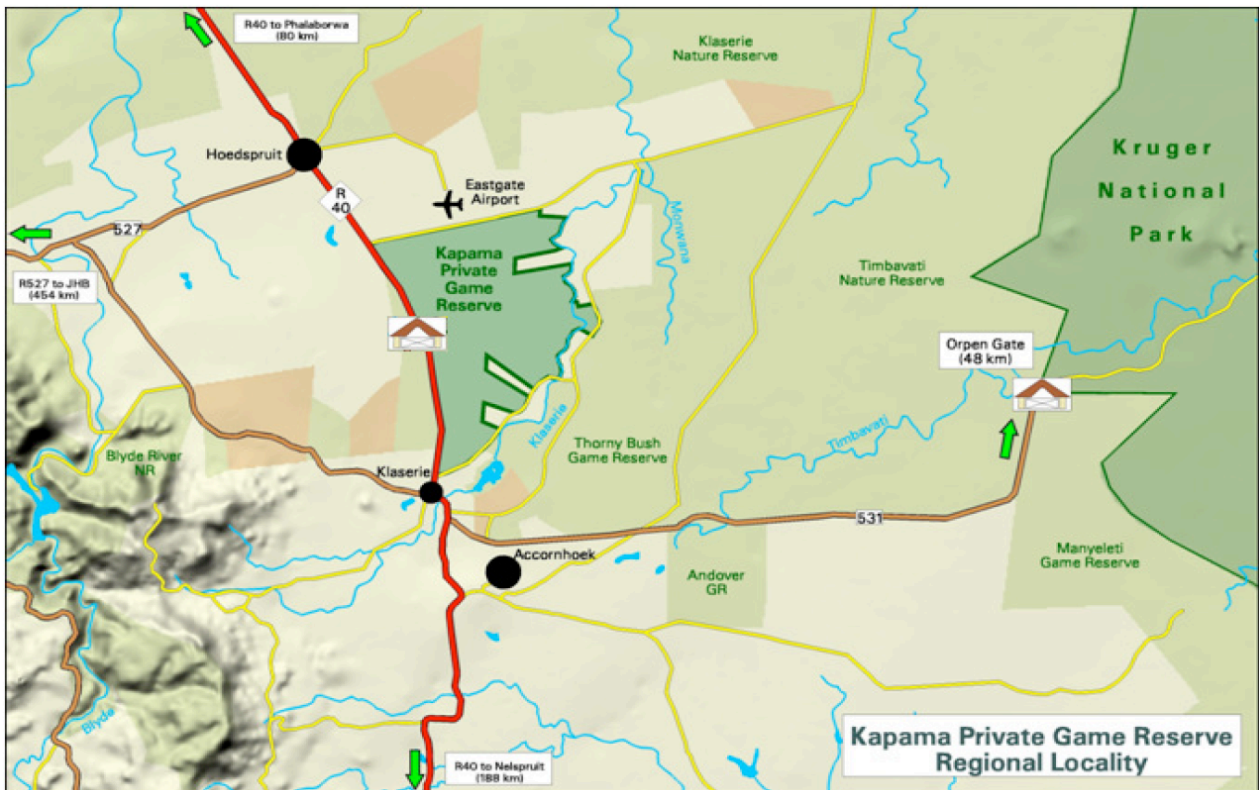 R40 to Phalaborwa
(80 km)
Klaserie
Nature Reserve
Hoedspruit
Kruger
National
Park
R
40
Eastgate
Airport
527
Monwana
Kapama
Private
Game
Reserve
Timbavati
Nature Reserve
R527 to JHB
(454 km)
Orpen Gate
(48 km)
Klaserie
Timbavati
Thorny Bush
Game Reserve
Blyde River
NR
Klaserie
531
Accornhoek
Manyeleti
Game Reserve
Andover
GR
Blyde
Kapama Private Game Reserve
Regional Locality
R40 to Nelspruit
(188 km)